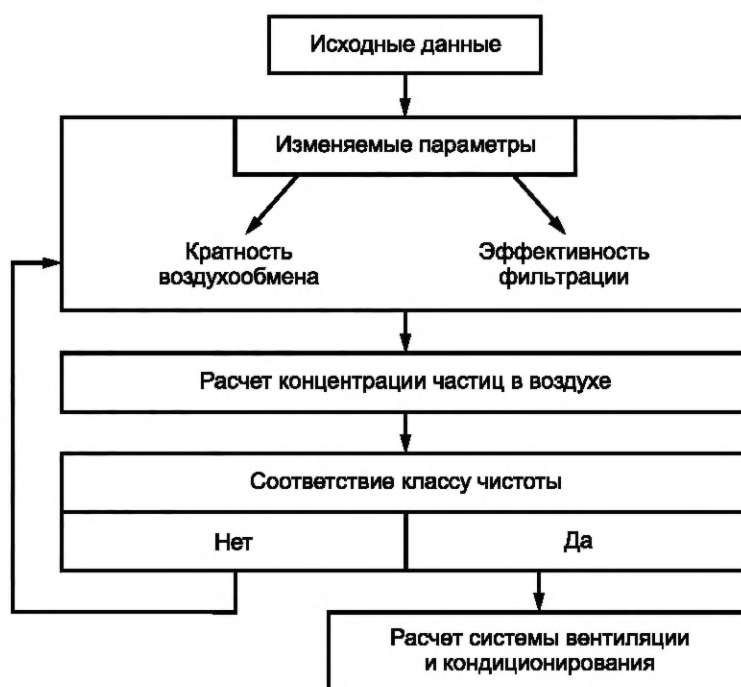 Исходные данные
Изменяемые параметры
Кратность
воздухообмена
Эффективность
фильтрации
Расчет концентрации частиц в воздухе
Соответствие классу чистоты
Нет
Да
Расчет системы вентиляции
и кондиционирования